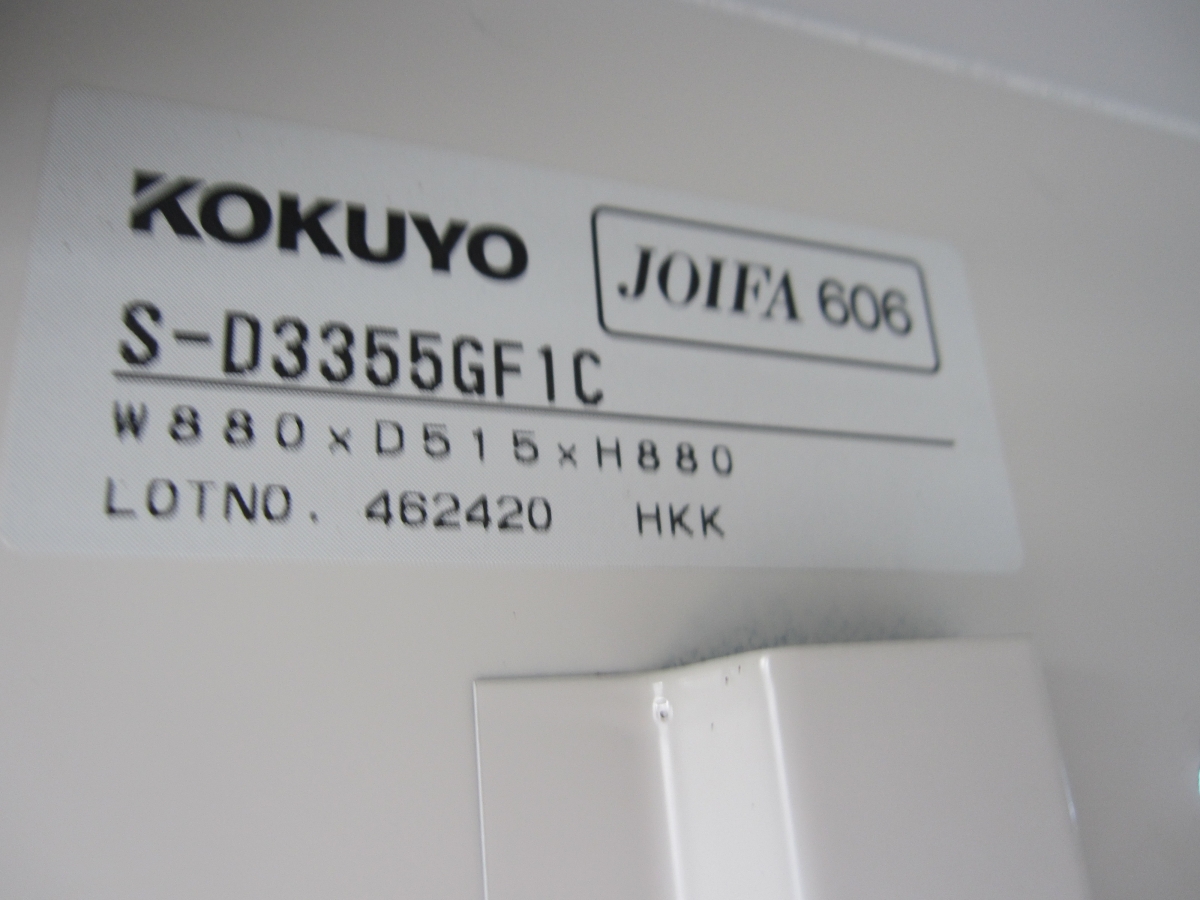 KOKUYO
JOIFA 606
S-D3355GF1C
W880×D515×H880
LOTNO. 462420 HKK